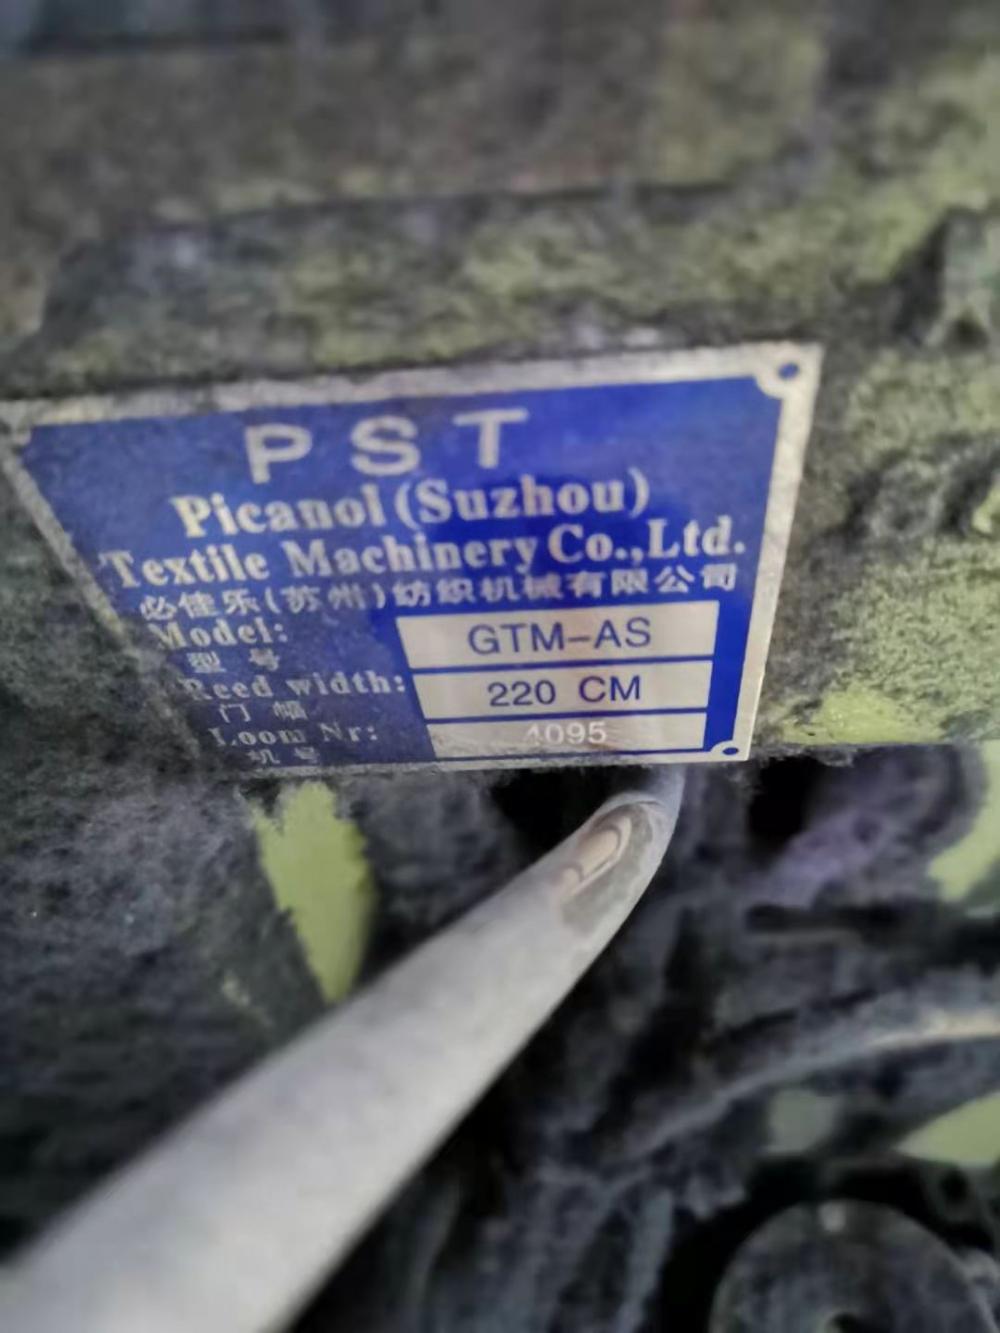 PST
Picanol (Suzhou)
Textile Machinery Co.,Ltd.
必佳乐(苏州)纺织机械有限公司
Model: GTM-AS
型 号
Reed width: 220 CM
门 幅
Loom Nr: 4095
机 号